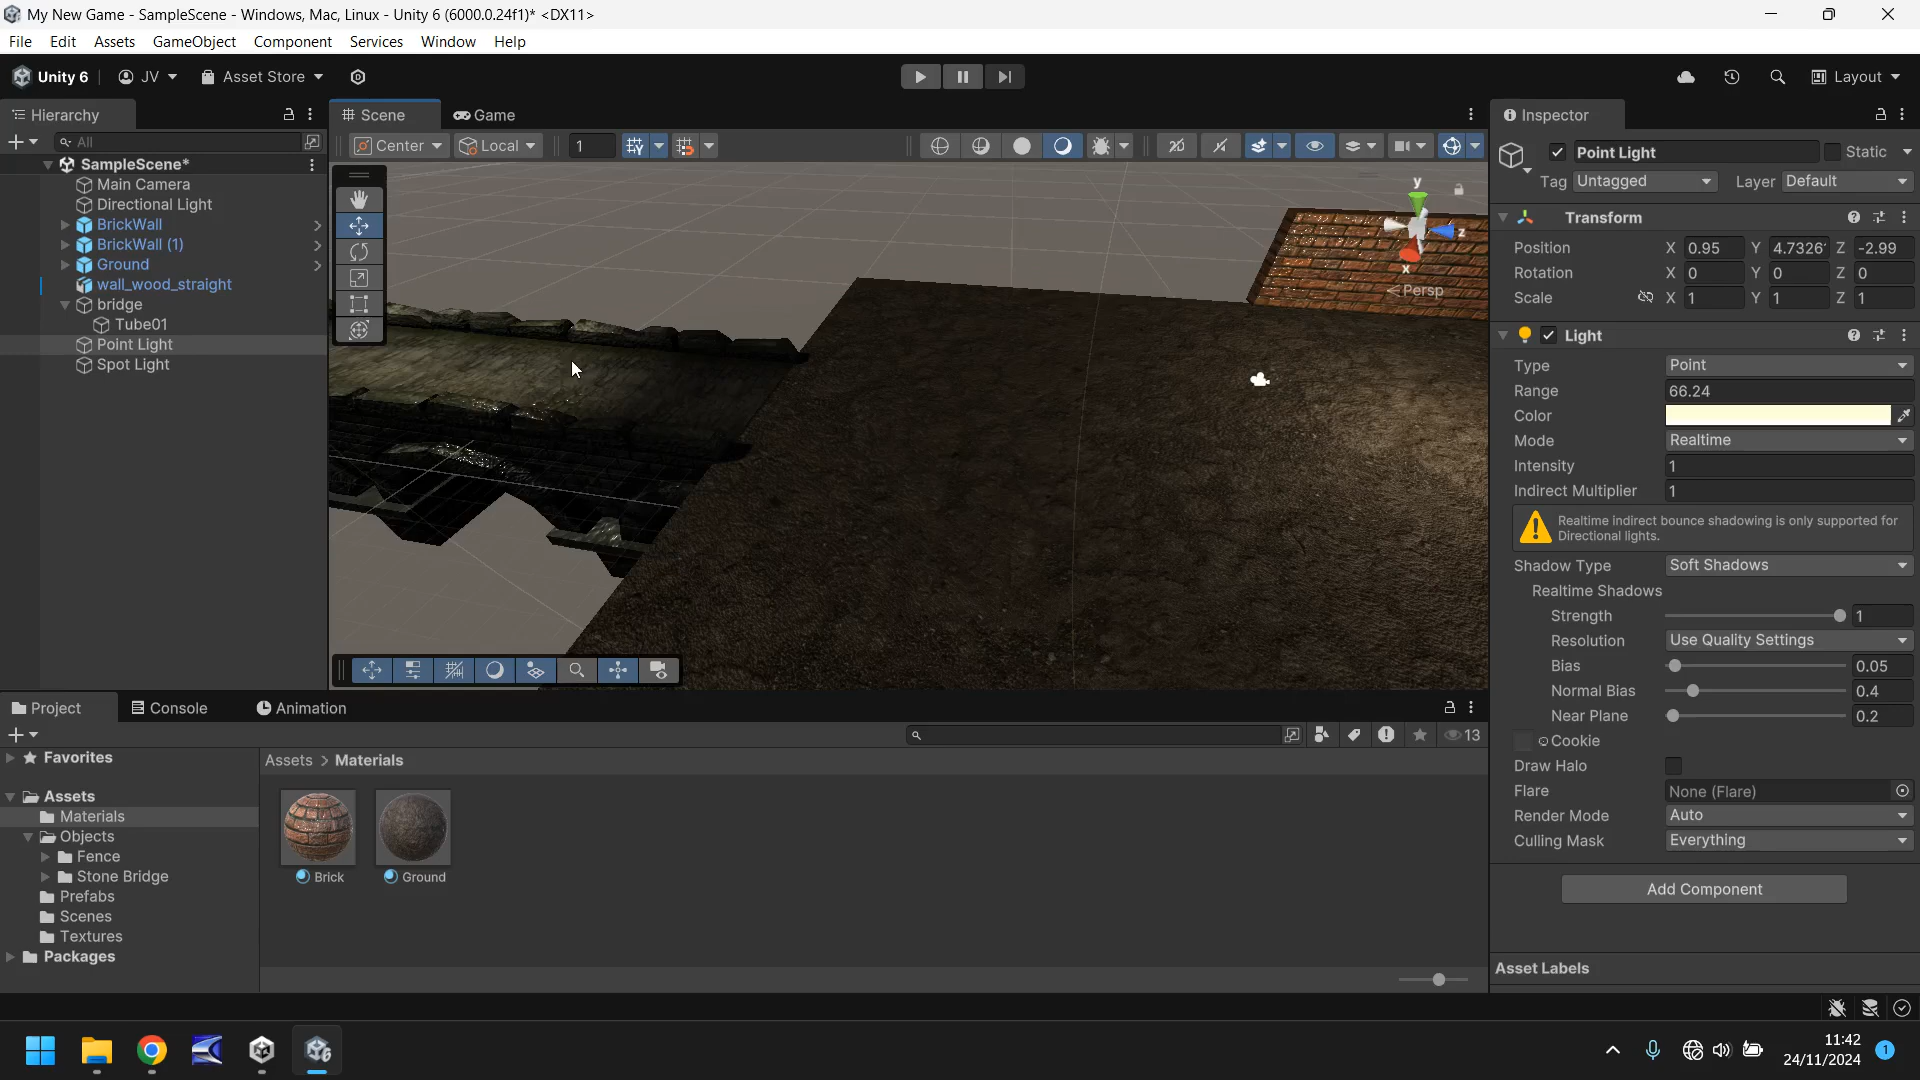 My New Game - SampleScene - Windows, Mac, Linux - Unity 6 (6000.0.24f1)* <DX11>
File Edit Assets GameObject Component Services Window Help
Unity 6 JV Asset Store Layout
Hierarchy
All
SampleScene*
Main Camera
Directional Light
BrickWall
BrickWall (1)
Ground
wall_wood_straight
bridge
Tube01
Point Light
Spot Light
Scene Game
Center Local 1
y
z
x
Persp
Inspector
Point Light Static
Tag Untagged Layer Default
Transform
Position X 0.95 Y 4.7326 Z -2.99
Rotation X 0 Y 0 Z 0
Scale X 1 Y 1 Z 1
Light
Type Point
Range 66.24
Color
Mode Realtime
Intensity 1
Indirect Multiplier 1
Realtime indirect bounce shadowing is only supported for
Directional lights.
Shadow Type Soft Shadows
Realtime Shadows
Strength 1
Resolution Use Quality Settings
Bias 0.05
Normal Bias 0.4
Near Plane 0.2
Cookie
Draw Halo
Flare None (Flare)
Render Mode Auto
Culling Mask Everything
Add Component
Asset Labels
Project Console Animation
13
Favorites
Assets
Materials
Objects
Fence
Stone Bridge
Prefabs
Scenes
Textures
Packages
Assets > Materials
Brick Ground
11:42
24/11/2024 1